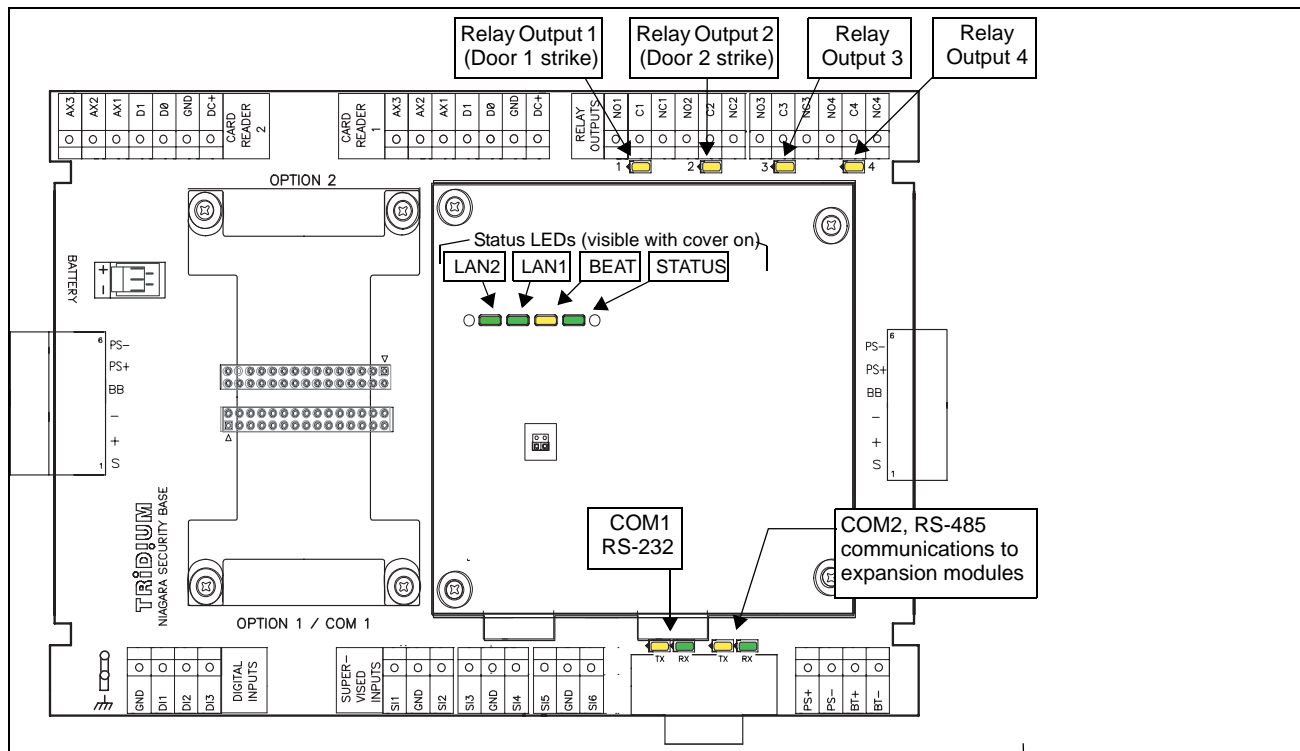 Relay Output 1
(Door 1 strike)
Relay Output 2
(Door 2 strike)
Relay
Output 3
Relay
Output 4
AX3
AX2
AX1
D1
D0
GND
DC+
CARD
READER
2
CARD
READER
1
AX3
AX2
AX1
D1
D0
GND
DC+
RELAY
OUTPUTS
NO1
C1
NC1
NO2
C2
NC2
NO3
C3
NC3
NO4
C4
NC4
1
2
3
4
OPTION 2
Status LEDs (visible with cover on)
LAN2
LAN1
BEAT
STATUS
BATTERY
+
-
6
PS-
PS+
BB
-
+
S
1
6
PS-
PS+
BB
-
+
S
1
TRIDIUM
NIAGARA SECURITY BASE
COM1
RS-232
COM2, RS-485
communications to
expansion modules
OPTION 1 / COM 1
TX
RX
TX
RX
GND
DI1
DI2
DI3
DIGITAL
INPUTS
SUPER-
VISED
INPUTS
SI1
GND
SI2
SI3
GND
SI4
SI5
GND
SI6
PS+
PS-
BT+
BT-